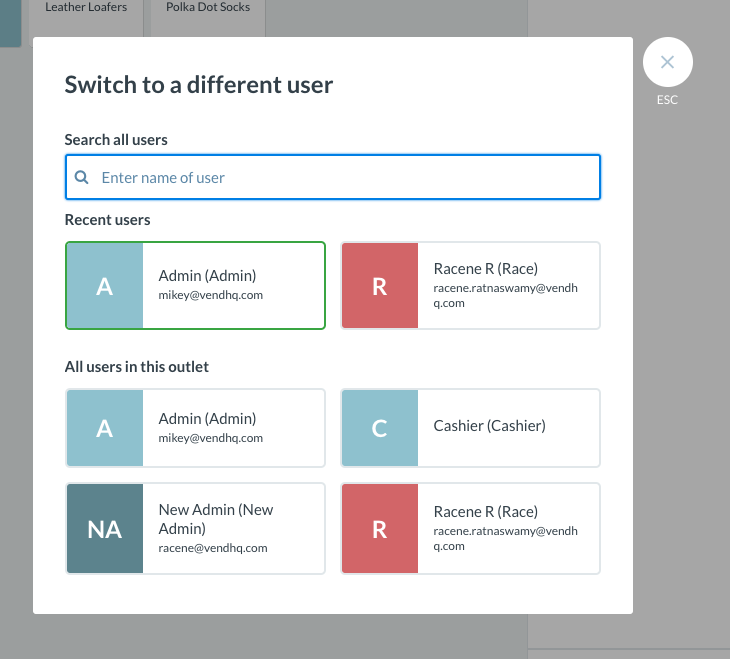 Leather Loafers
Polka Dot Socks
Switch to a different user
ESC
Search all users
Enter name of user
Recent users
A
Admin (Admin)
mikey@vendhq.com
R
Racene R (Race)
racene.ratnaswamy@vendh
q.com
All users in this outlet
A
Admin (Admin)
mikey@vendhq.com
C
Cashier (Cashier)
NA
New Admin (New
Admin)
racene@vendhq.com
R
Racene R (Race)
racene.ratnaswamy@vendh
q.com